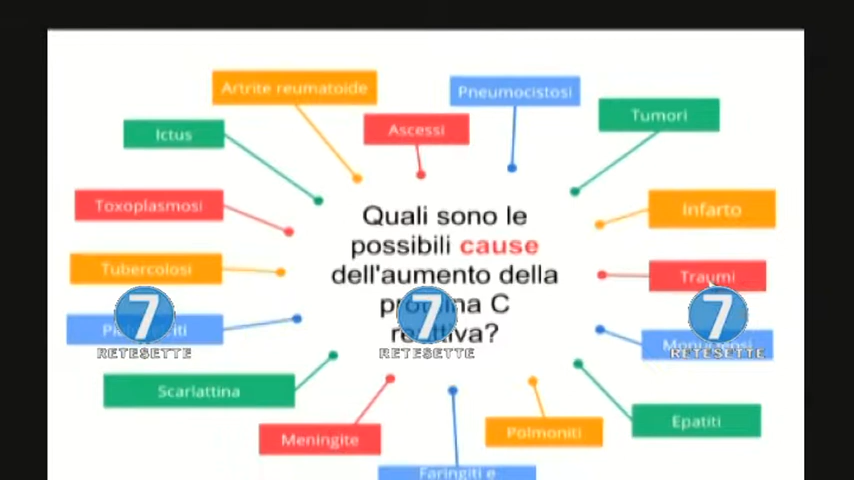 Artrite reumatoide
Pneumocistosi
Ascessi
Tumori
Ictus
Toxoplasmosi
Infarto
Quali sono le
possibili cause
dell'aumento della
C
Tubercolosi
Traumi
7
RETESETTE
7
RETESETTE
7
RETESETTE
Scarlattina
Epatiti
Meningite
Polmoniti
Faringiti e